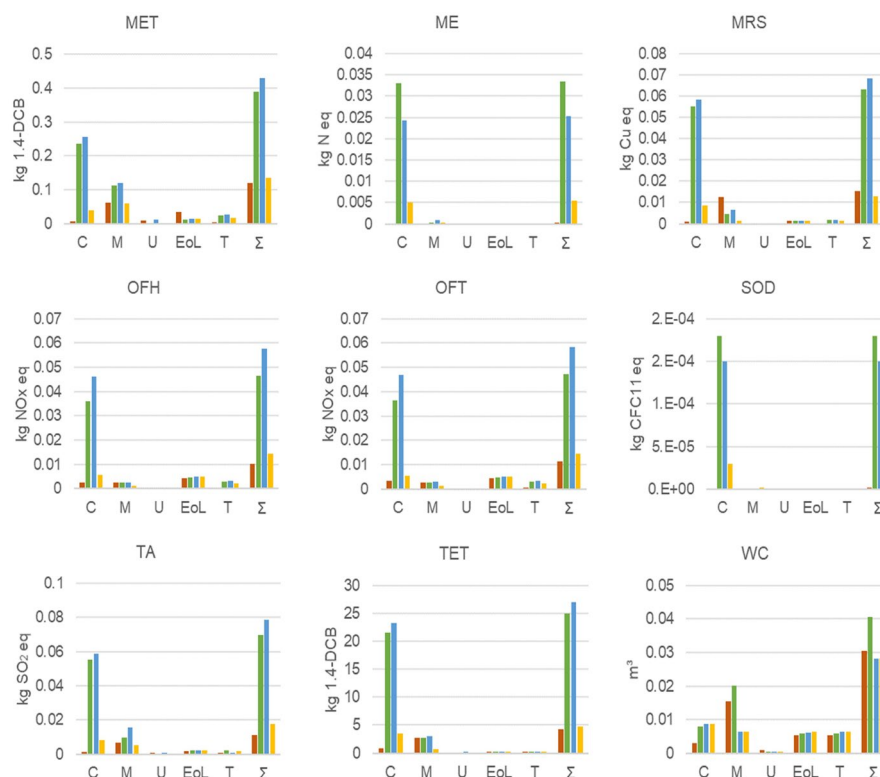 MET
ME
MRS
kg 1.4-DCB
0.5
0.4
0.3
0.2
0.1
0
C M U EoL T Σ
kg N eq
0.04
0.035
0.03
0.025
0.02
0.015
0.01
0.005
0
C M U EoL T Σ
kg Cu eq
0.08
0.07
0.06
0.05
0.04
0.03
0.02
0.01
0
C M U EoL T Σ
OFH
OFT
SOD
kg NOx eq
0.07
0.06
0.05
0.04
0.03
0.02
0.01
0
C M U EoL T Σ
kg NOx eq
0.07
0.06
0.05
0.04
0.03
0.02
0.01
0
C M U EoL T Σ
kg CFC11 eq
2.E-04
2.E-04
1.E-04
5.E-05
0.E+00
C M U EoL T Σ
TA
TET
WC
kg SO₂ eq
0.1
0.08
0.06
0.04
0.02
0
C M U EoL T Σ
kg 1.4-DCB
30
25
20
15
10
5
0
C M U EoL T Σ
m³
0.05
0.04
0.03
0.02
0.01
0
C M U EoL T Σ